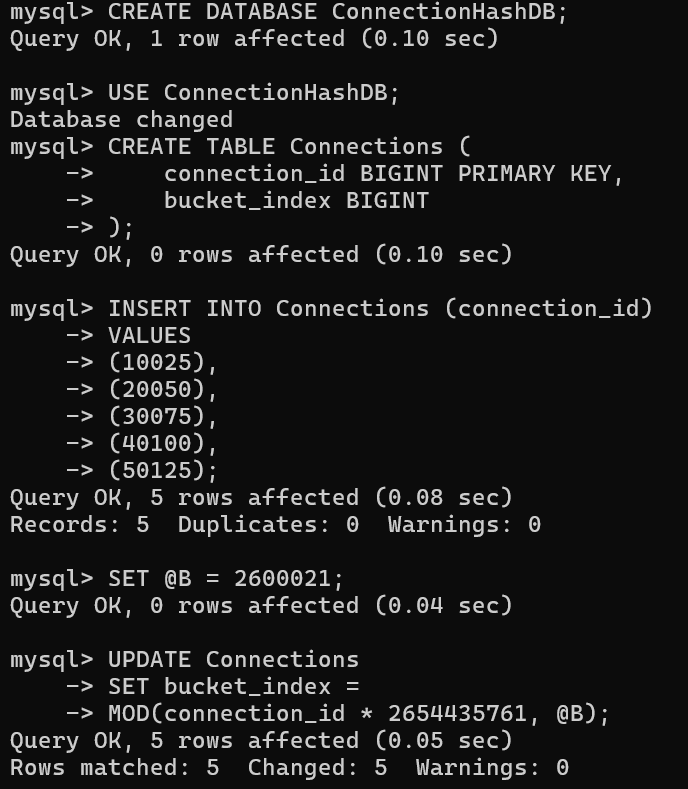 mysql> CREATE DATABASE ConnectionHashDB;
Query OK, 1 row affected (0.10 sec)

mysql> USE ConnectionHashDB;
Database changed
mysql> CREATE TABLE Connections (
    ->     connection_id BIGINT PRIMARY KEY,
    ->     bucket_index BIGINT
    -> );
Query OK, 0 rows affected (0.10 sec)

mysql> INSERT INTO Connections (connection_id)
    -> VALUES
    -> (10025),
    -> (20050),
    -> (30075),
    -> (40100),
    -> (50125);
Query OK, 5 rows affected (0.08 sec)
Records: 5  Duplicates: 0  Warnings: 0

mysql> SET @B = 2600021;
Query OK, 0 rows affected (0.04 sec)

mysql> UPDATE Connections
    -> SET bucket_index =
    -> MOD(connection_id * 2654435761, @B);
Query OK, 5 rows affected (0.05 sec)
Rows matched: 5  Changed: 5  Warnings: 0